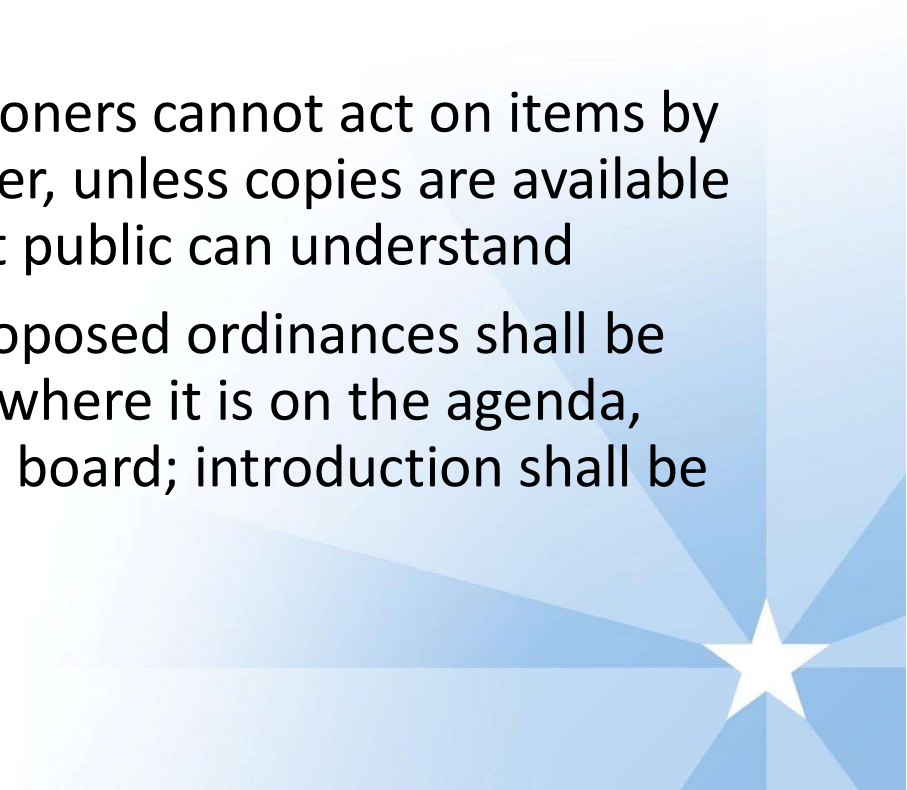 oners cannot act on items by
er, unless copies are available
t public can understand
oposed ordinances shall be
where it is on the agenda,
board; introduction shall be